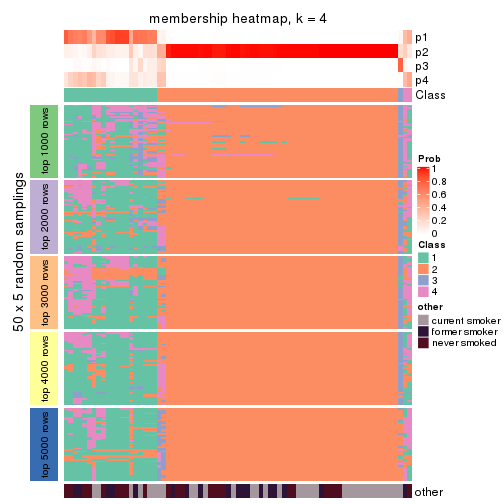 membership heatmap, k = 4
p1
p2
p3
p4
Class
50 x 5 random samplings
top 1000 rows
top 2000 rows
top 3000 rows
top 4000 rows
top 5000 rows
Prob
1
0.8
0.6
0.4
0.2
0
Class
1
2
3
4
other
current smoker
former smoker
never smoked
other